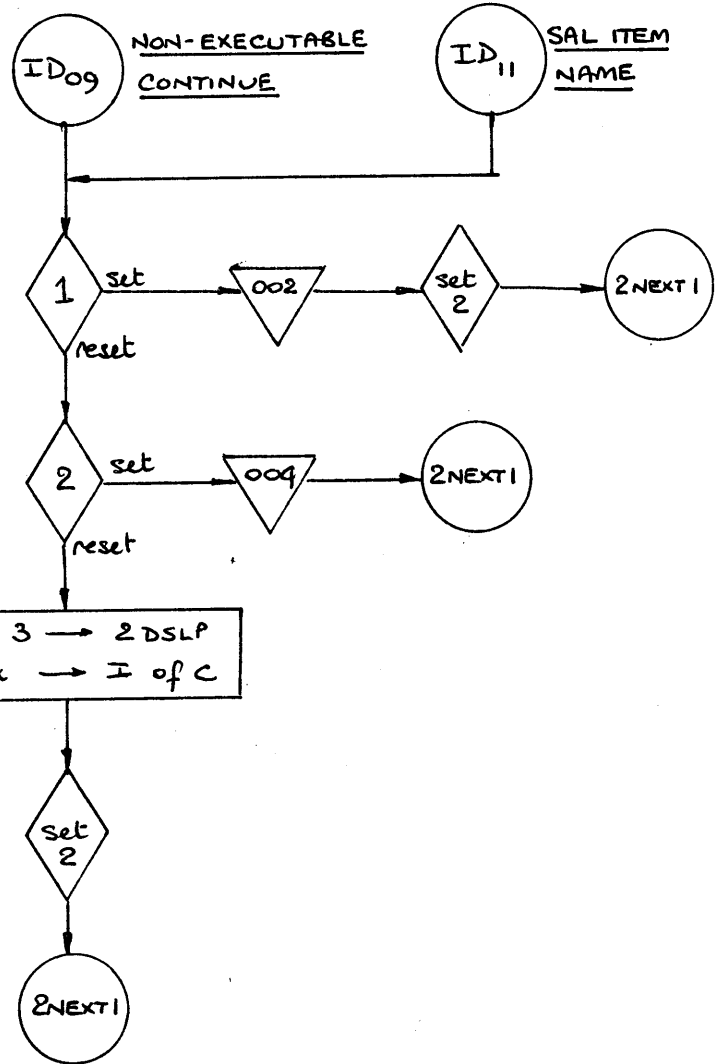 ID09
NON-EXECUTABLE
CONTINUE
ID11
SAL ITEM
NAME
1
set
002
set
2
2NEXT1
reset
2
set
004
2NEXT1
reset
3 → 2DSLP
→ I of C
set
2
2NEXT1